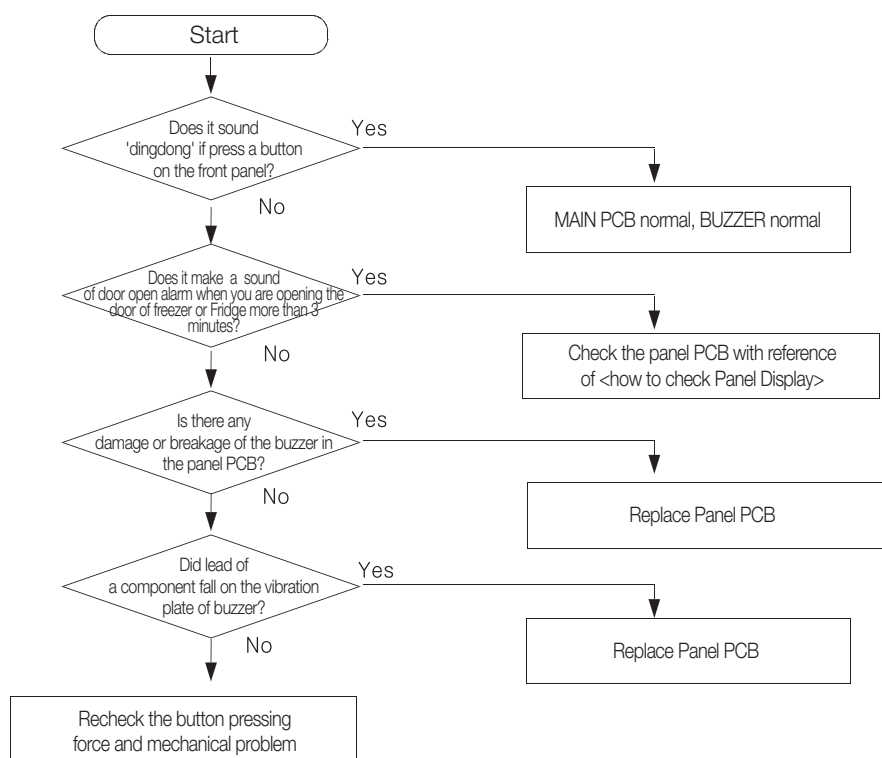 Start
Does it sound
'dingdong' if press a button
on the front panel?
Yes
No
MAIN PCB normal, BUZZER normal
Does it make a sound
of door open alarm when you are opening the
door of freezer or Fridge more than 3
minutes?
Yes
No
Check the panel PCB with reference
of <how to check Panel Display>
Is there any
damage or breakage of the buzzer in
the panel PCB?
Yes
No
Replace Panel PCB
Did lead of
a component fall on the vibration
plate of buzzer?
Yes
No
Replace Panel PCB
Recheck the button pressing
force and mechanical problem